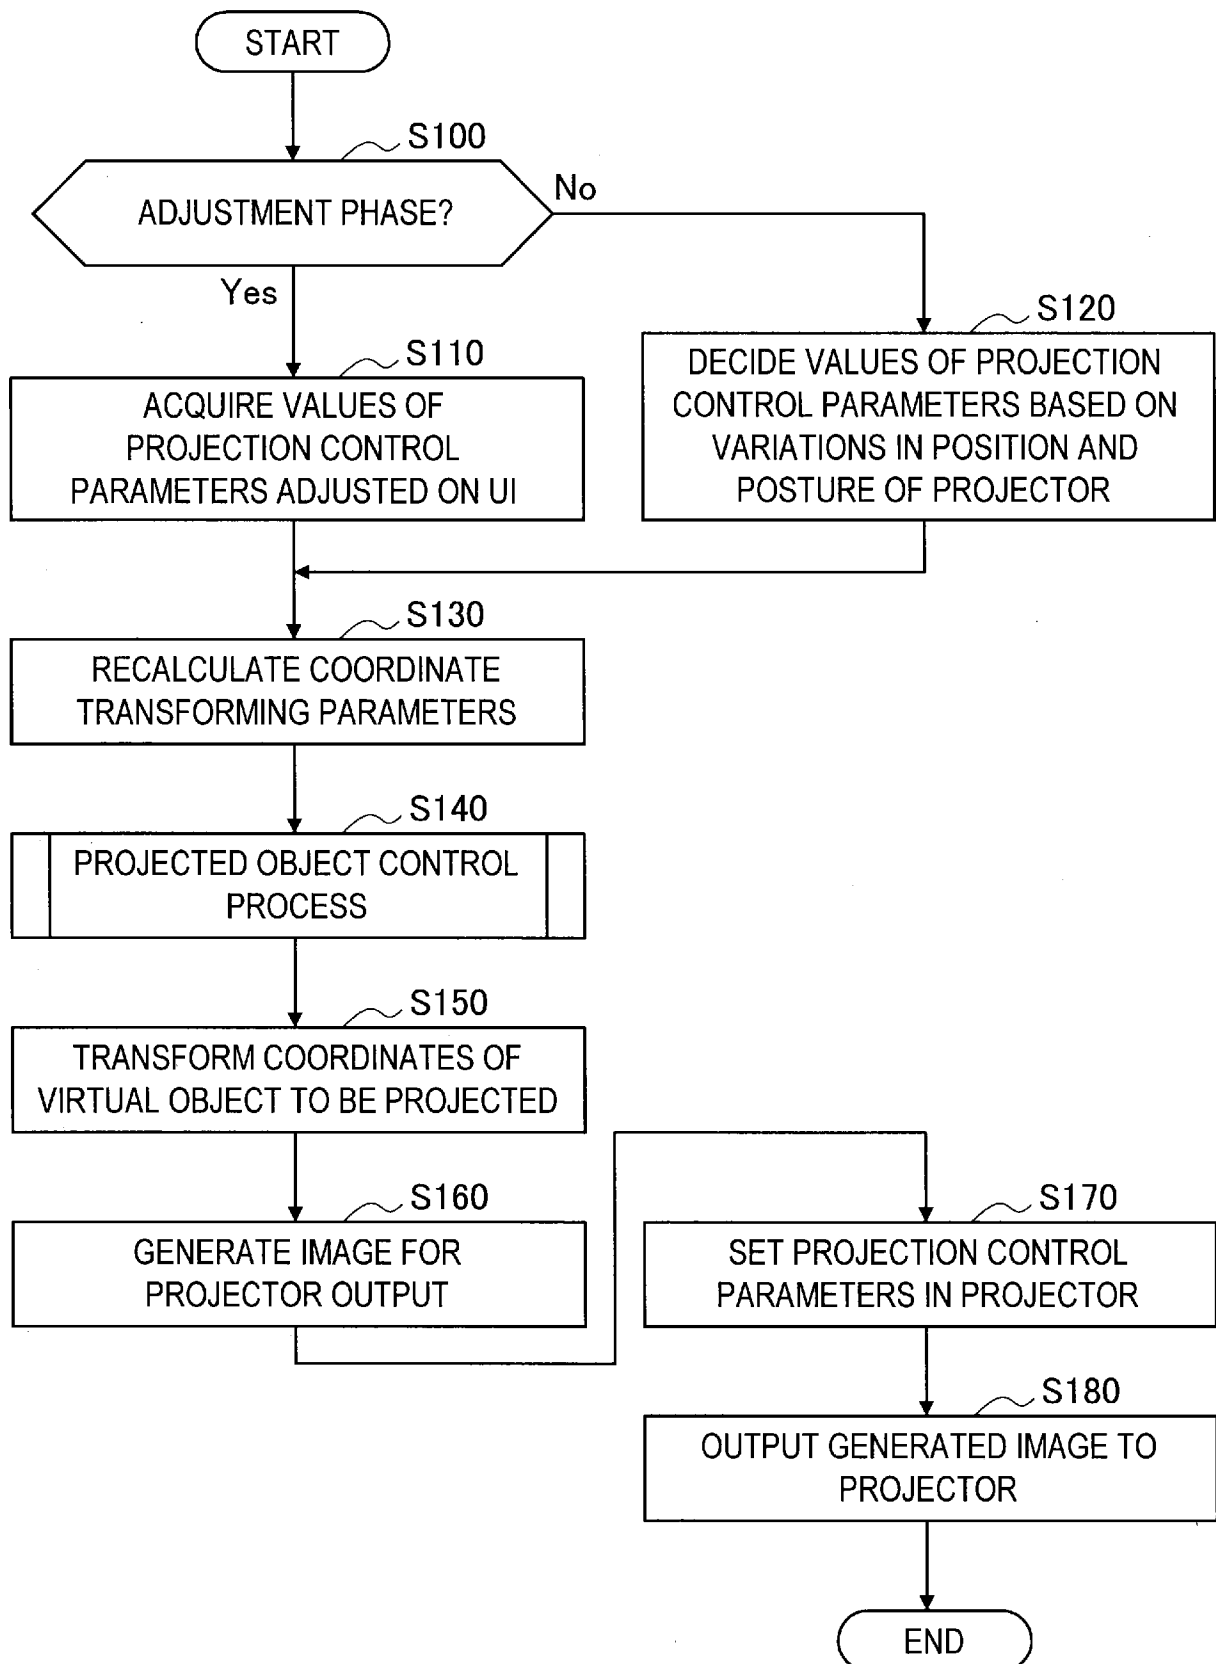 START
S100
ADJUSTMENT PHASE?
No
Yes
S110
ACQUIRE VALUES OF
PROJECTION CONTROL
PARAMETERS ADJUSTED ON UI
S120
DECIDE VALUES OF PROJECTION
CONTROL PARAMETERS BASED ON
VARIATIONS IN POSITION AND
POSTURE OF PROJECTOR
S130
RECALCULATE COORDINATE
TRANSFORMING PARAMETERS
S140
PROJECTED OBJECT CONTROL
PROCESS
S150
TRANSFORM COORDINATES OF
VIRTUAL OBJECT TO BE PROJECTED
S160
GENERATE IMAGE FOR
PROJECTOR OUTPUT
S170
SET PROJECTION CONTROL
PARAMETERS IN PROJECTOR
S180
OUTPUT GENERATED IMAGE TO
PROJECTOR
END